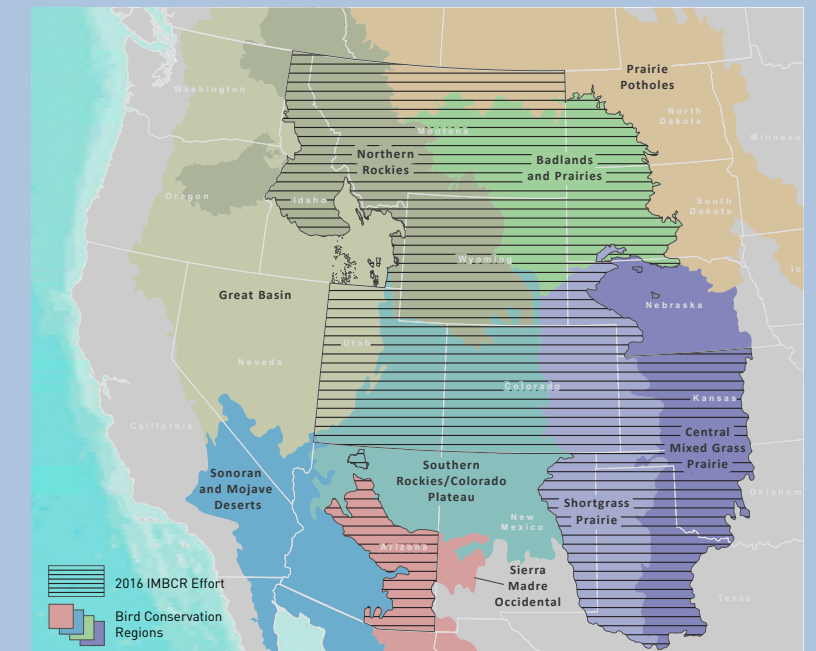 Prairie
Potholes
Washington
North
Dakota
Montana
Minneso
Northern
Rockies
Badlands
and Prairies
Oregon
Idaho
South
Dakota
Wyoming
Io
Great Basin
Nebraska
Utah
Nevada
Colorado
Kansas
California
Central
Mixed Grass
Prairie
Sonoran
and Mojave
Deserts
Southern
Rockies/Colorado
Plateau
Shortgrass
Prairie
Oklahom
New
Mexico
Arizona
Sierra
Madre
Occidental
Texas
2016 IMBCR Effort
Bird Conservation
Regions